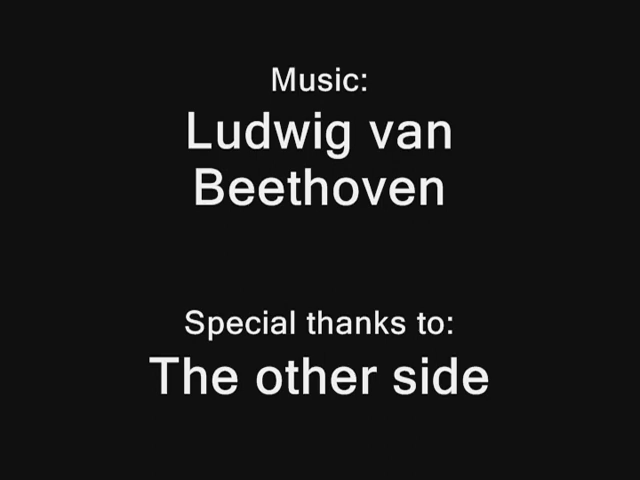 Music:
Ludwig van
Beethoven
Special thanks to:
The other side